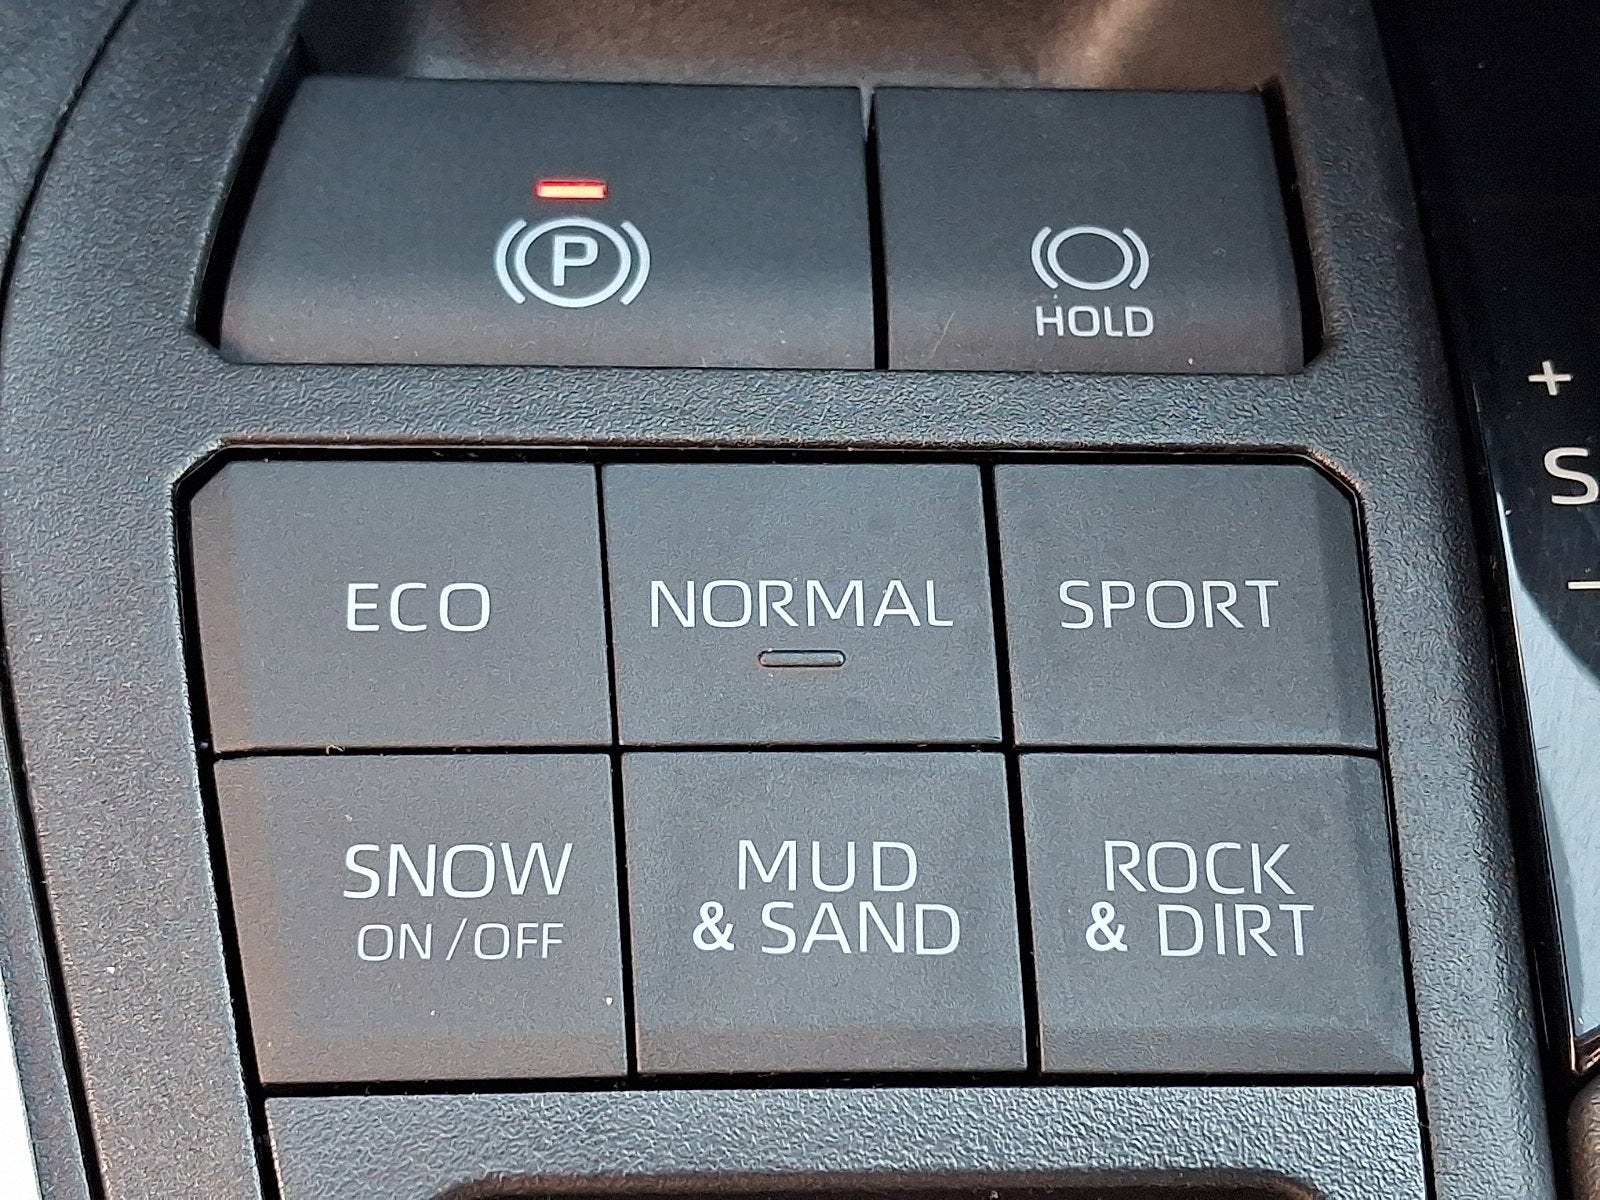 P
HOLD
+
S
−
ECO
NORMAL
SPORT
SNOW
ON/OFF
MUD
& SAND
ROCK
& DIRT